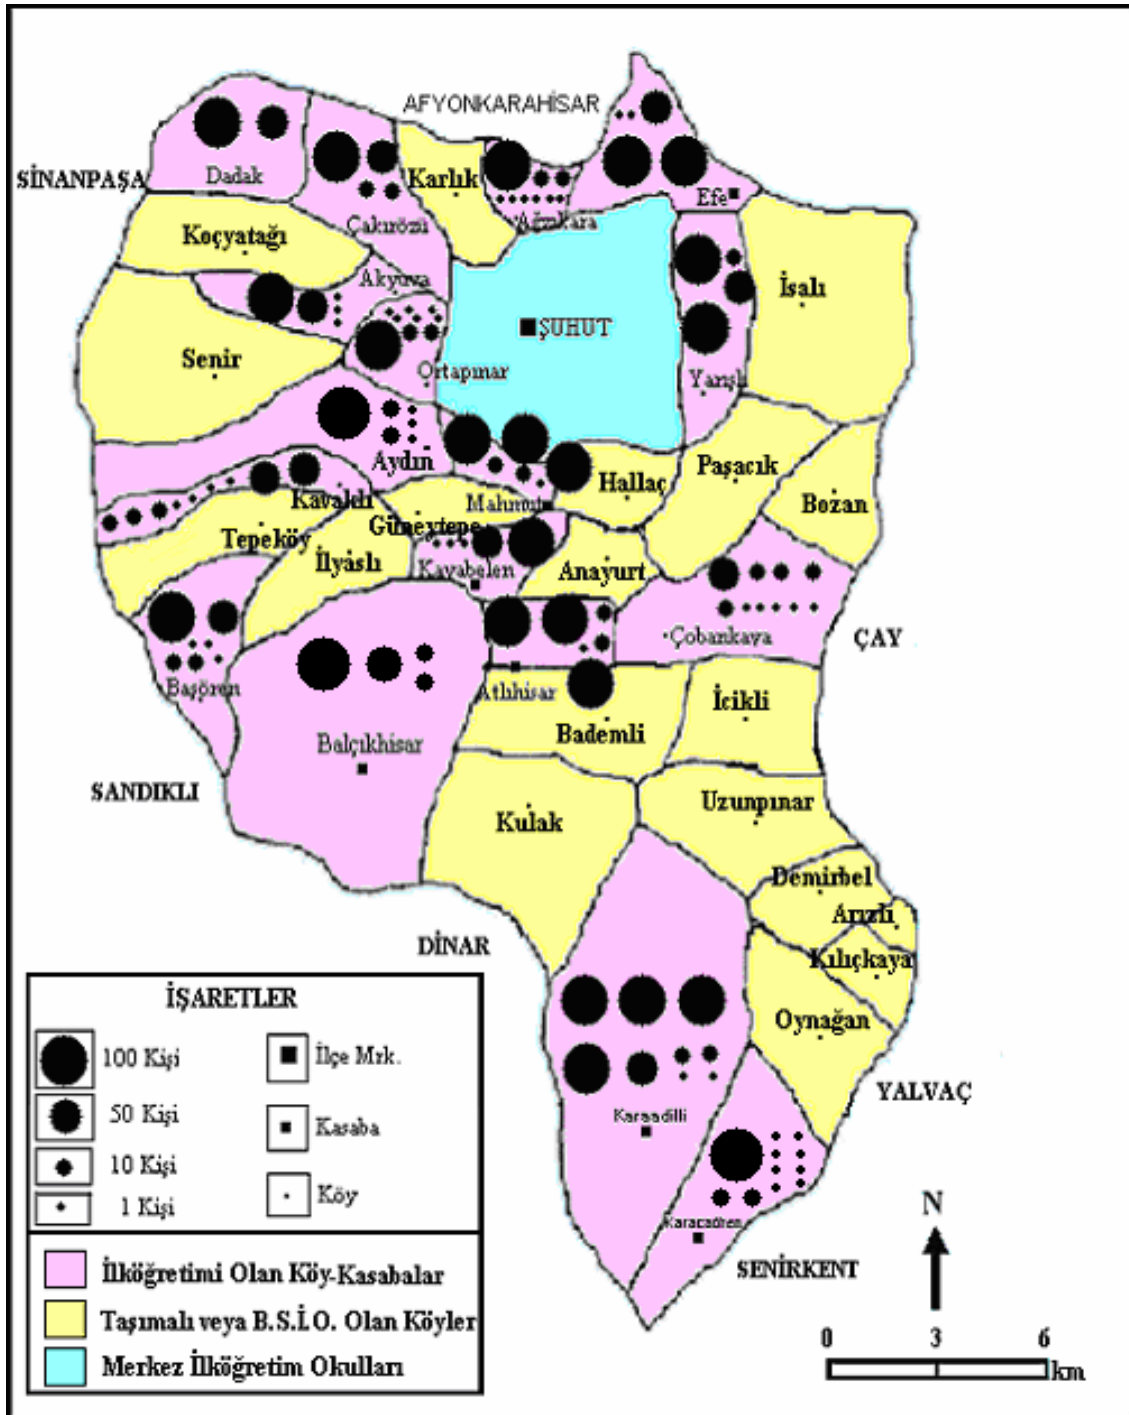 AFYONKARAHİSAR
SİNANPAŞA
Dadak
Karlık
Efe
Çakırözü
Ağzıkara
Koçyatağı
Akyuva
İsalı
ŞUHUT
Senir
Ortapınar
Yarışlı
Aydın
Paşacık
Hallaç
Bozan
Kavaklı
Mahmut
Güneytepe
Tepeköy
İlyaslı
Kayabelen
Anayurt
Çobankaya
ÇAY
Başören
Atlıhisar
İcikli
Bademli
Balçıkhisar
SANDIKLI
Uzunpınar
Kulak
Demirbel
Arızlı
DİNAR
Kılıçkaya
Oynağan
YALVAÇ
Karaadilli
Karacaören
SENİRKENT
N
0 3 6
km
İŞARETLER
100 Kişi
İlçe Mrk.
50 Kişi
Kasaba
10 Kişi
1 Kişi
Köy
İlköğretimi Olan Köy-Kasabalar
Taşımalı veya B.S.İ.O. Olan Köyler
Merkez İlköğretim Okulları